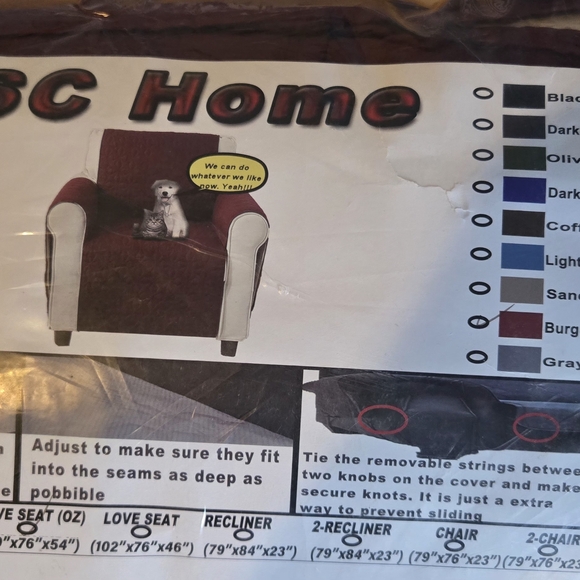 SC Home
We can do
whatever we like
now. Yeah!!!
Blac
Dark
Oliv
Dark
Coff
Light
San
Burg
Gray
Adjust to make sure they fit
into the seams as deep as
pobbible
Tie the removable strings betwee
two knobs on the cover and make
secure knots. It is just a extra
way to prevent sliding
VE SEAT (OZ) LOVE SEAT RECLINER 2-RECLINER CHAIR 2-CHAIR
"x76"x54") (102"x76"x46") (79"x84"x23") (79"x84"x23") (79"x76"x23") (79"x76"x23